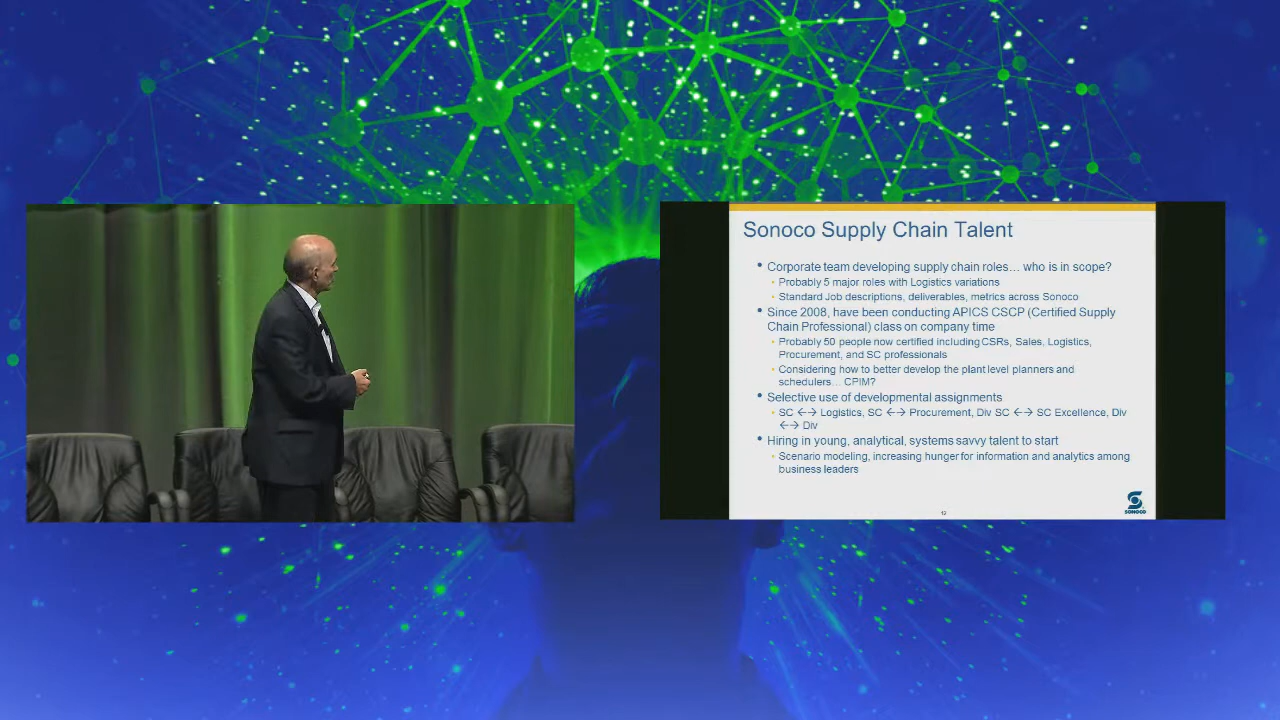 Sonoco Supply Chain Talent
• Corporate team developing supply chain roles… who is in scope?
• Probably 5 major roles with Logistics variations
• Standard Job descriptions, deliverables, metrics across Sonoco
• Since 2008, have been conducting APICS CSCP (Certified Supply
Chain Professional) class on company time
• Probably 50 people now certified including CSRs, Sales, Logistics,
Procurement, and SC professionals
• Considering how to better develop the plant level planners and
schedulers… CPIM?
• Selective use of developmental assignments
• SC ←→ Logistics, SC ←→ Procurement, Div SC ←→ SC Excellence, Div
←→ Div
• Hiring in young, analytical, systems savvy talent to start
• Scenario modeling, increasing hunger for information and analytics among
business leaders
SONOCO